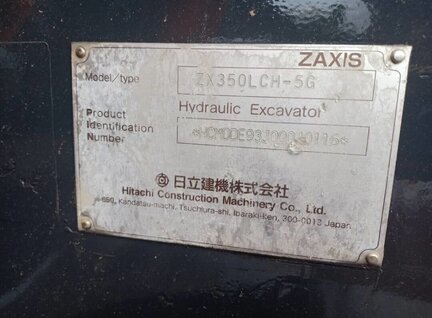 ZAXIS
Model/type ZX350LCH-5G
Hydraulic Excavator
Product
Identification
Number
日立建機株式会社
Hitachi Construction Machinery Co., Ltd.
650, Kandatsu-machi, Tsuchiura-shi, Ibaraki-ken, 300-0013 Japan